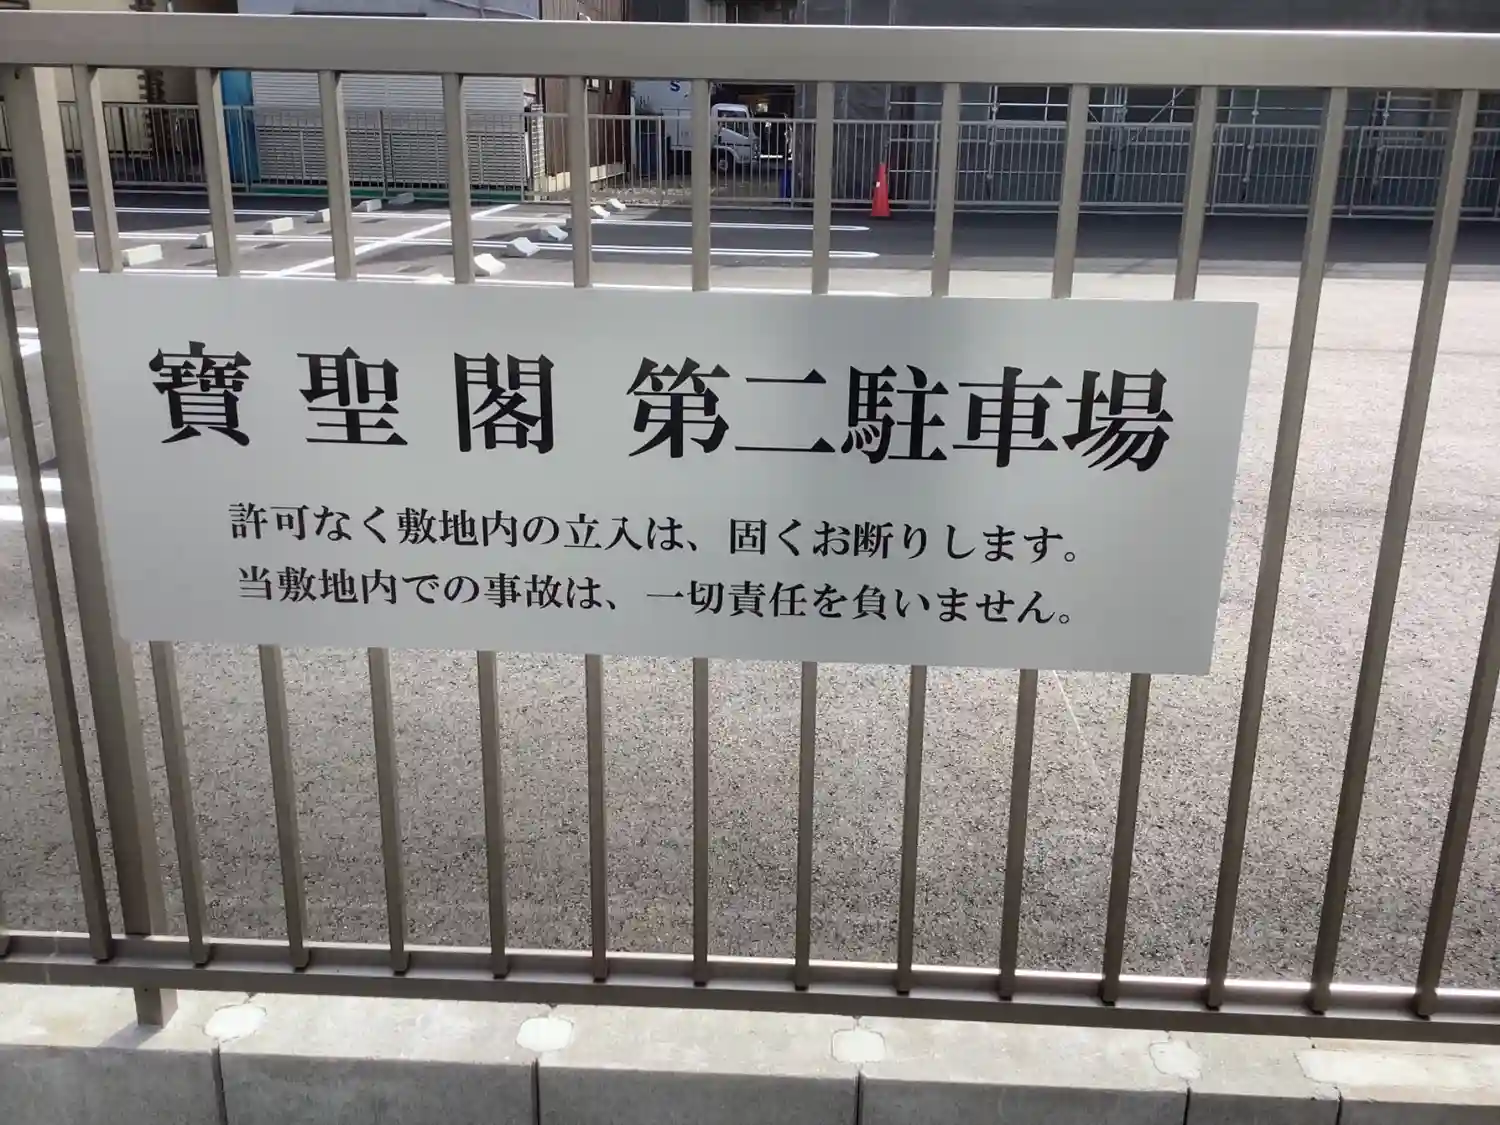 S
寶聖閣 第二駐車場
許可なく敷地内の立入は、固くお断りします。
当敷地内での事故は、一切責任を負いません。